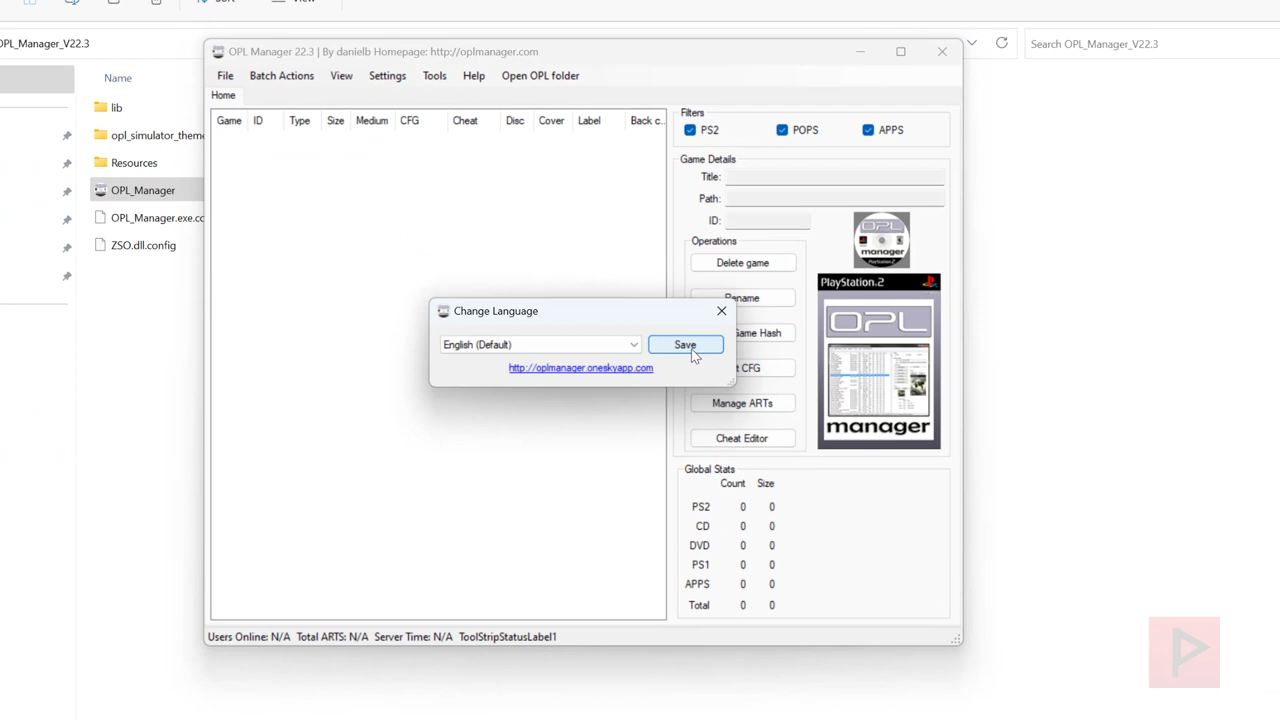 OPL_Manager_V22.3
Search OPL_Manager_V22.3
Name
lib
opl_simulator_theme
Resources
OPL_Manager
OPL_Manager.exe.co
ZSO.dll.config
OPL Manager 22.3 | By danielb Homepage: http://oplmanager.com
File Batch Actions View Settings Tools Help Open OPL folder
Home
Game ID Type Size Medium CFG Cheat Disc Cover Label Back c...
Filters
PS2 POPS APPS
Game Details
Title:
Path:
ID:
Operations
Delete game
Rename
Game Hash
CFG
Manage ARTs
Cheat Editor
OPL
manager
PlayStation.2
OPL
manager
Change Language
English (Default)
Save
http://oplmanager.oneskyapp.com
Global Stats
Count Size
PS2 0 0
CD 0 0
DVD 0 0
PS1 0 0
APPS 0 0
Total 0 0
Users Online: N/A Total ARTS: N/A Server Time: N/A ToolStripStatusLabel1